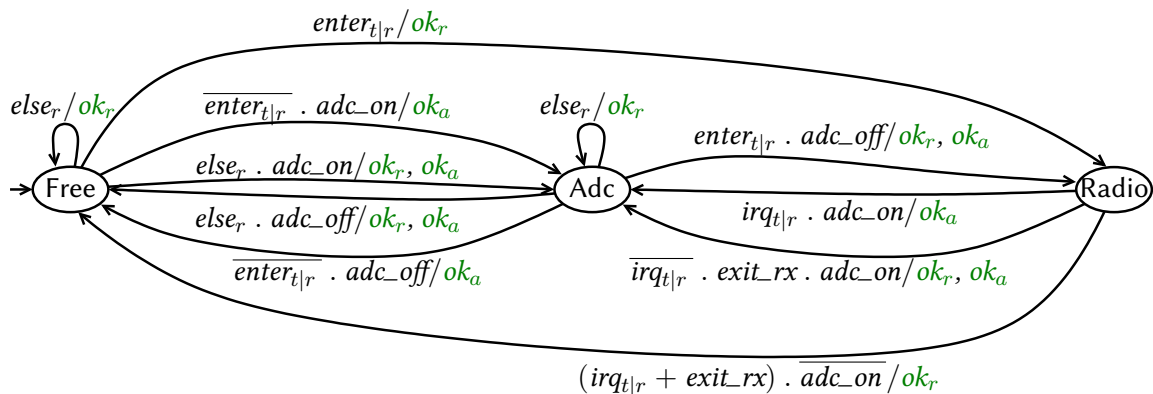 enter_{t|r}/ok_r
else_r/ok_r
\overline{enter_{t|r}} . adc_on/ok_a
else_r/ok_r
enter_{t|r} . adc_off/ok_r, ok_a
else_r . adc_on/ok_r, ok_a
Free
Adc
Radio
else_r . adc_off/ok_r, ok_a
irq_{t|r} . adc_on/ok_a
\overline{enter_{t|r}} . adc_off/ok_a
\overline{irq_{t|r}} . exit_rx . adc_on/ok_r, ok_a
(irq_{t|r} + exit_rx) . \overline{adc_on}/ok_r